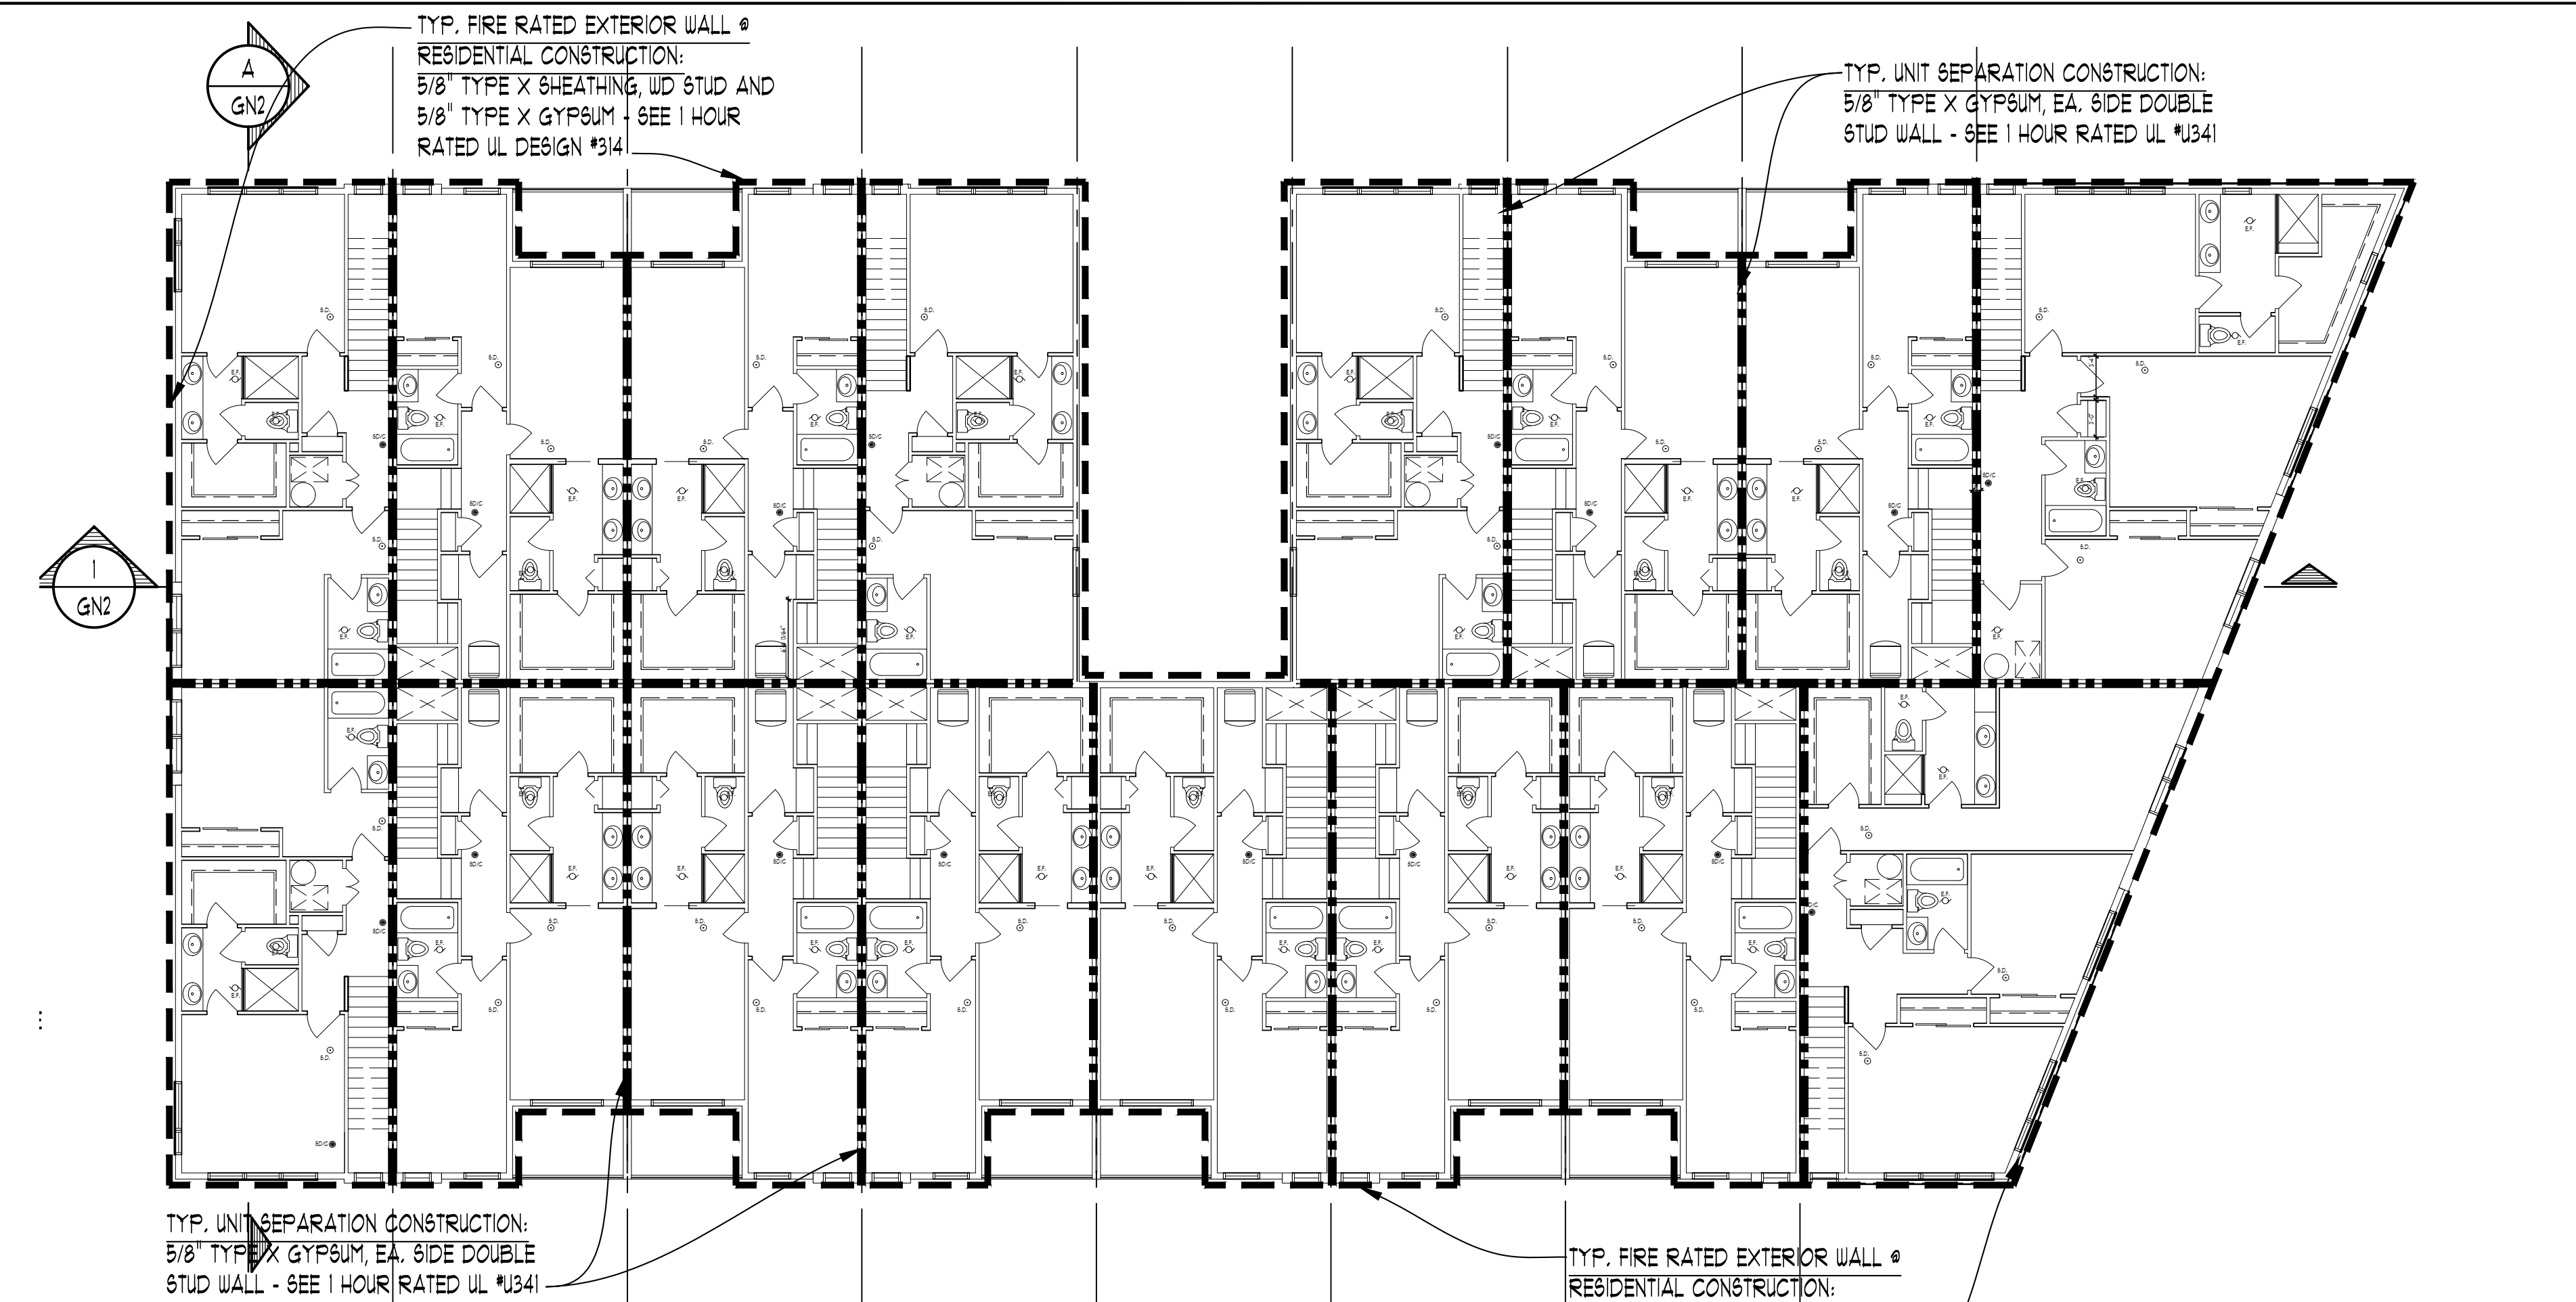 TYP. FIRE RATED EXTERIOR WALL @
RESIDENTIAL CONSTRUCTION:
5/8" TYPE X SHEATHING, WD STUD AND
5/8" TYPE X GYPSUM - SEE 1 HOUR
RATED UL DESIGN #314
A
GN2
TYP. UNIT SEPARATION CONSTRUCTION:
5/8" TYPE X GYPSUM, EA. SIDE DOUBLE
STUD WALL - SEE 1 HOUR RATED UL #U341
1
GN2
S.D.
E.F.
SD/C
TYP. UNIT SEPARATION CONSTRUCTION:
5/8" TYPE X GYPSUM, EA. SIDE DOUBLE
STUD WALL - SEE 1 HOUR RATED UL #U341
TYP. FIRE RATED EXTERIOR WALL @
RESIDENTIAL CONSTRUCTION: